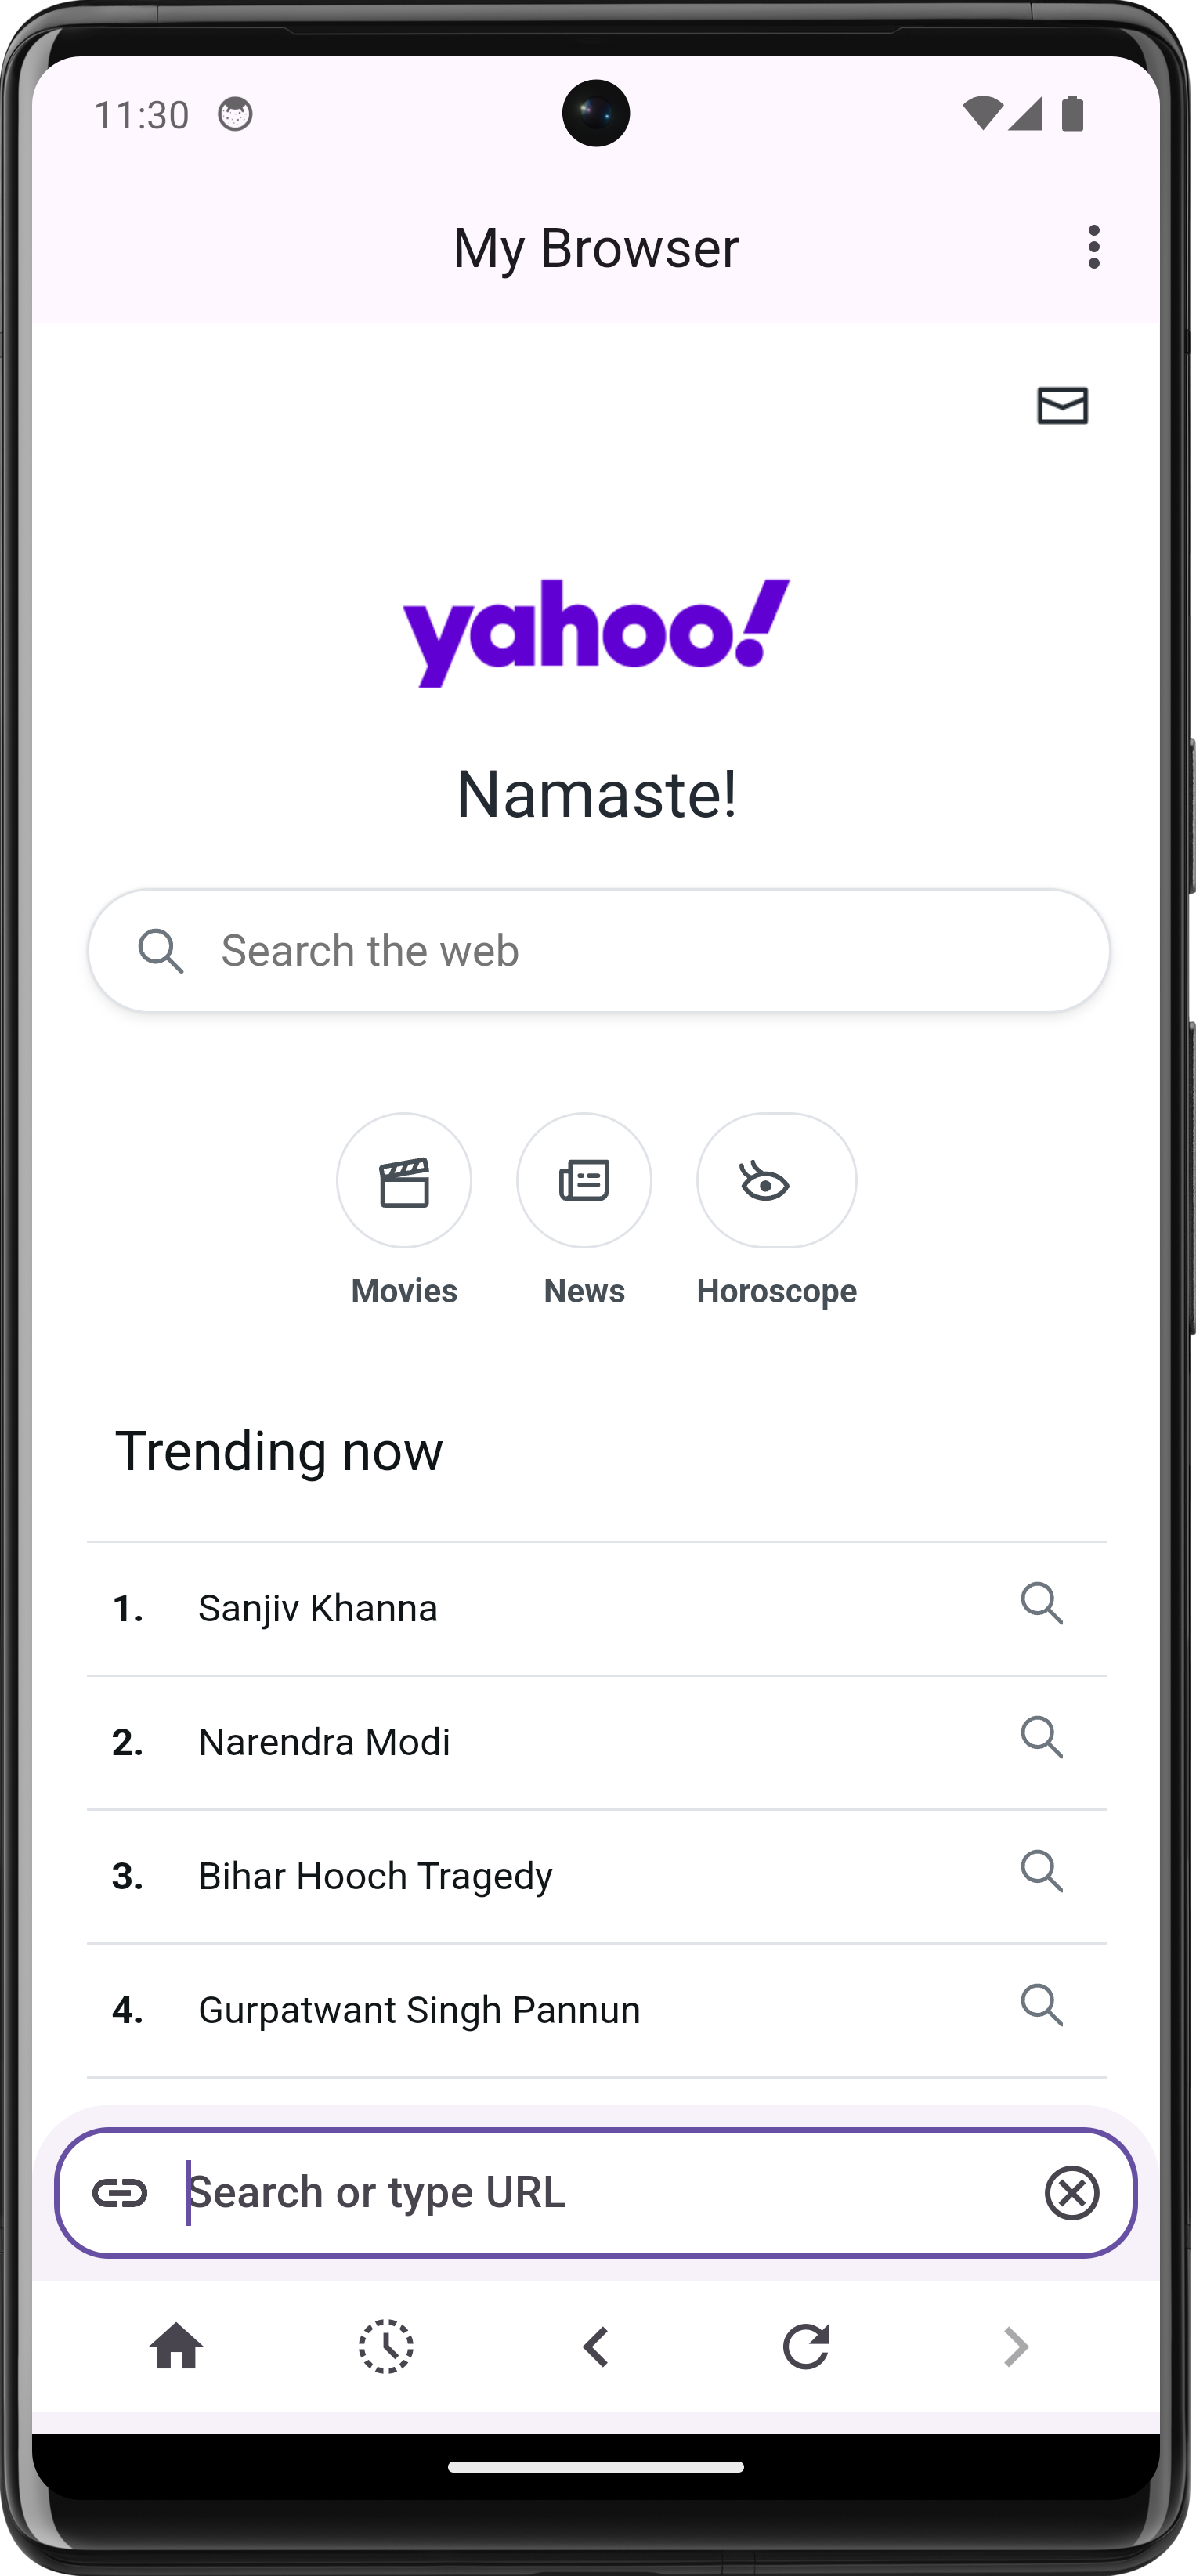 11:30
My Browser
yahoo!
Namaste!
Search the web
Movies News Horoscope
Trending now
1. Sanjiv Khanna
2. Narendra Modi
3. Bihar Hooch Tragedy
4. Gurpatwant Singh Pannun
Search or type URL